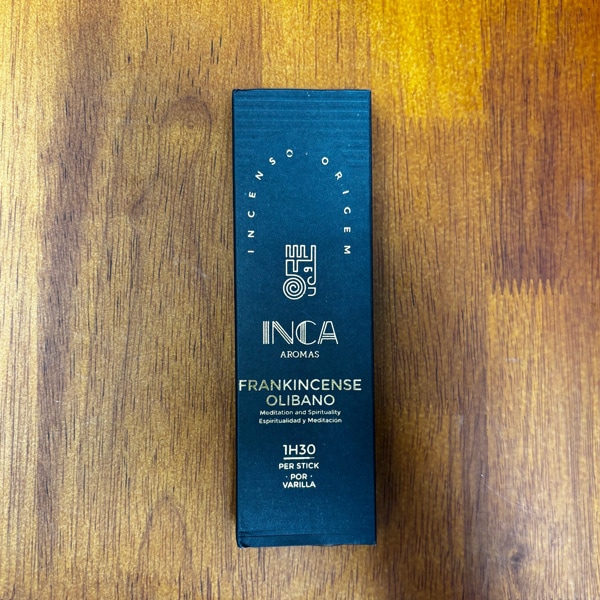 INCENSO · ORIGEM
INCA
AROMAS
FRANKINCENSE
OLIBANO
Meditation and Spirituality
Espiritualidad y Meditación
1H30
PER STICK
· POR ·
VARILLA